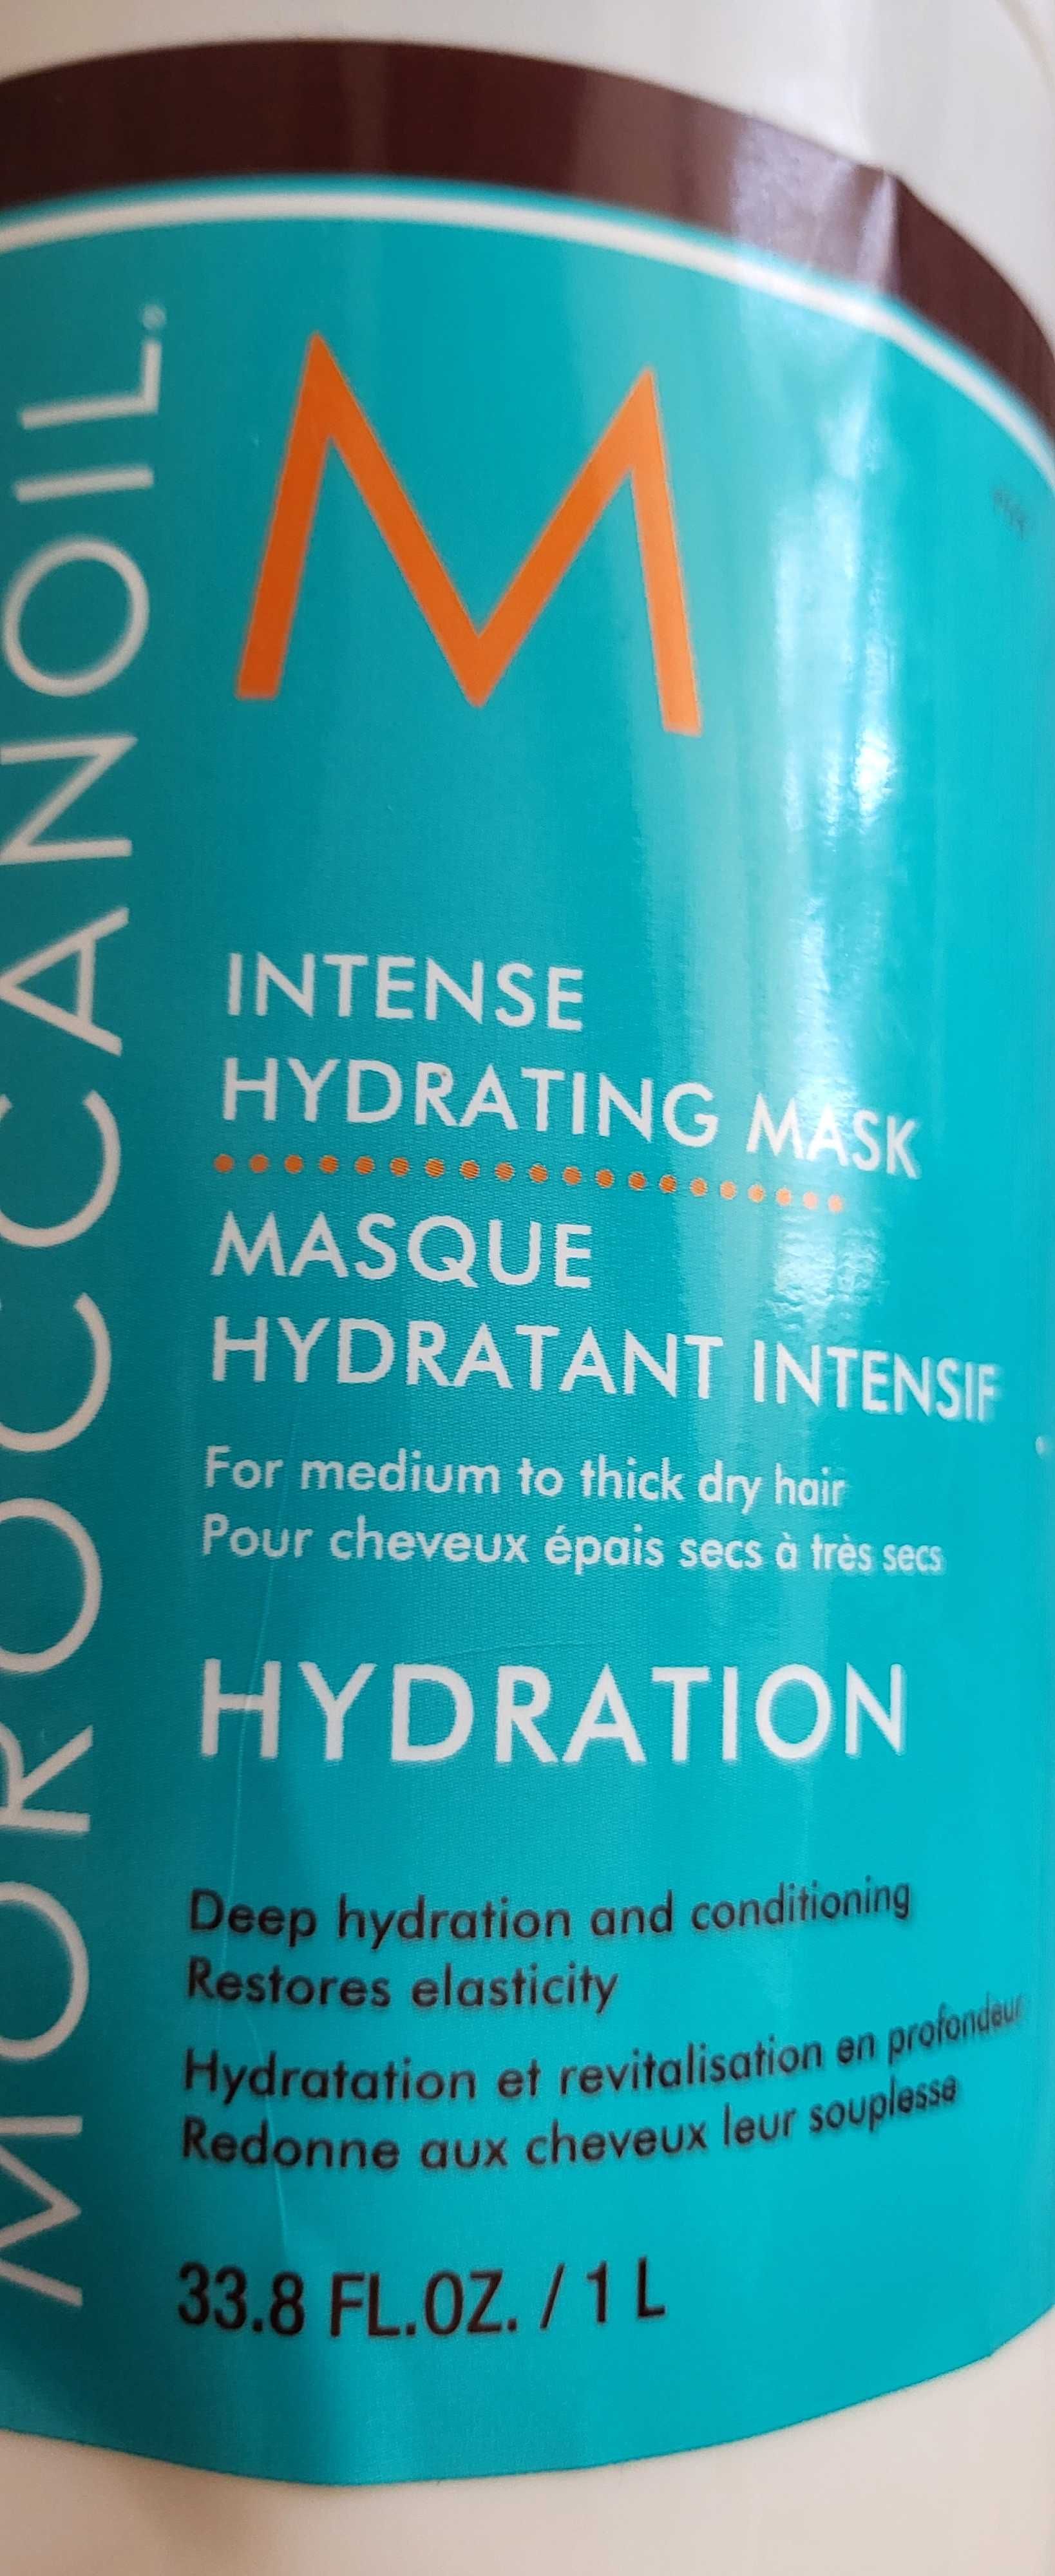 MOROCCANOIL
M
INTENSE
HYDRATING MASK
MASQUE
HYDRATANT INTENSIF
For medium to thick dry hair
Pour cheveux épais secs à très secs
HYDRATION
Deep hydration and conditioning
Restores elasticity
Hydratation et revitalisation en profondeur
Redonne aux cheveux leur souplesse
33.8 FL.OZ. / 1 L